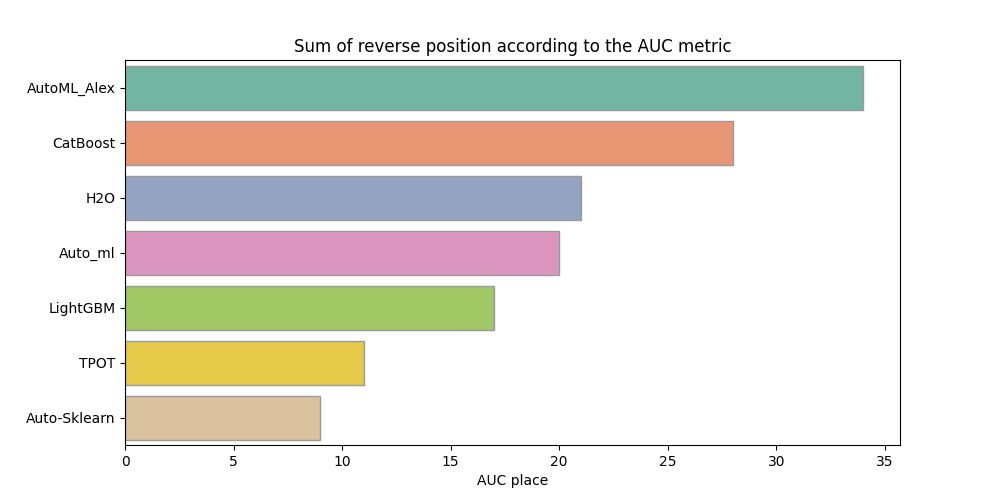 Sum of reverse position according to the AUC metric
AutoML_Alex
CatBoost
H2O
Auto_ml
LightGBM
TPOT
Auto-Sklearn
0 5 10 15 20 25 30 35
AUC place